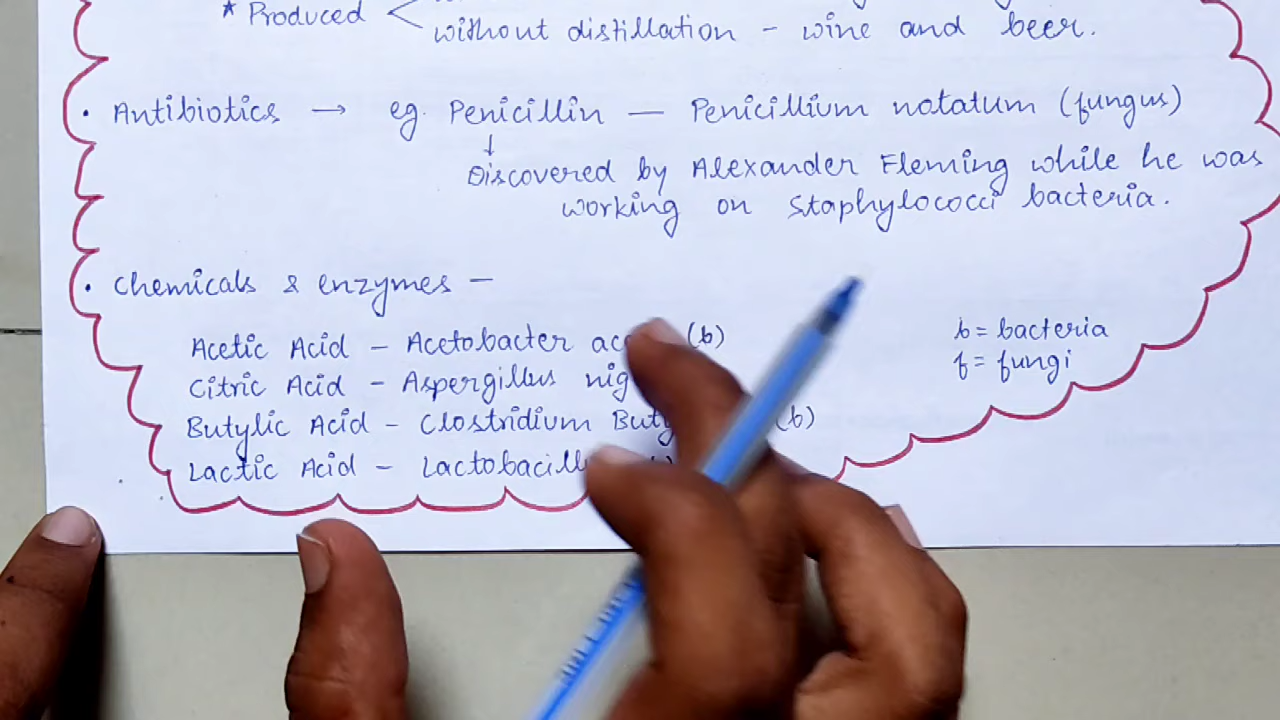 * Produced
without distillation - wine and beer.
• Antibiotics → eg. Penicillin — Penicillium notatum (fungus)
↓
Discovered by Alexander Fleming while he was
working on Staphylococci bacteria.
• Chemicals & enzymes -
Acetic Acid - Acetobacter (b)
b = bacteria
Citric Acid - Aspergillus
f = fungi
Butylic Acid - Clostridium (b)
Lactic Acid -